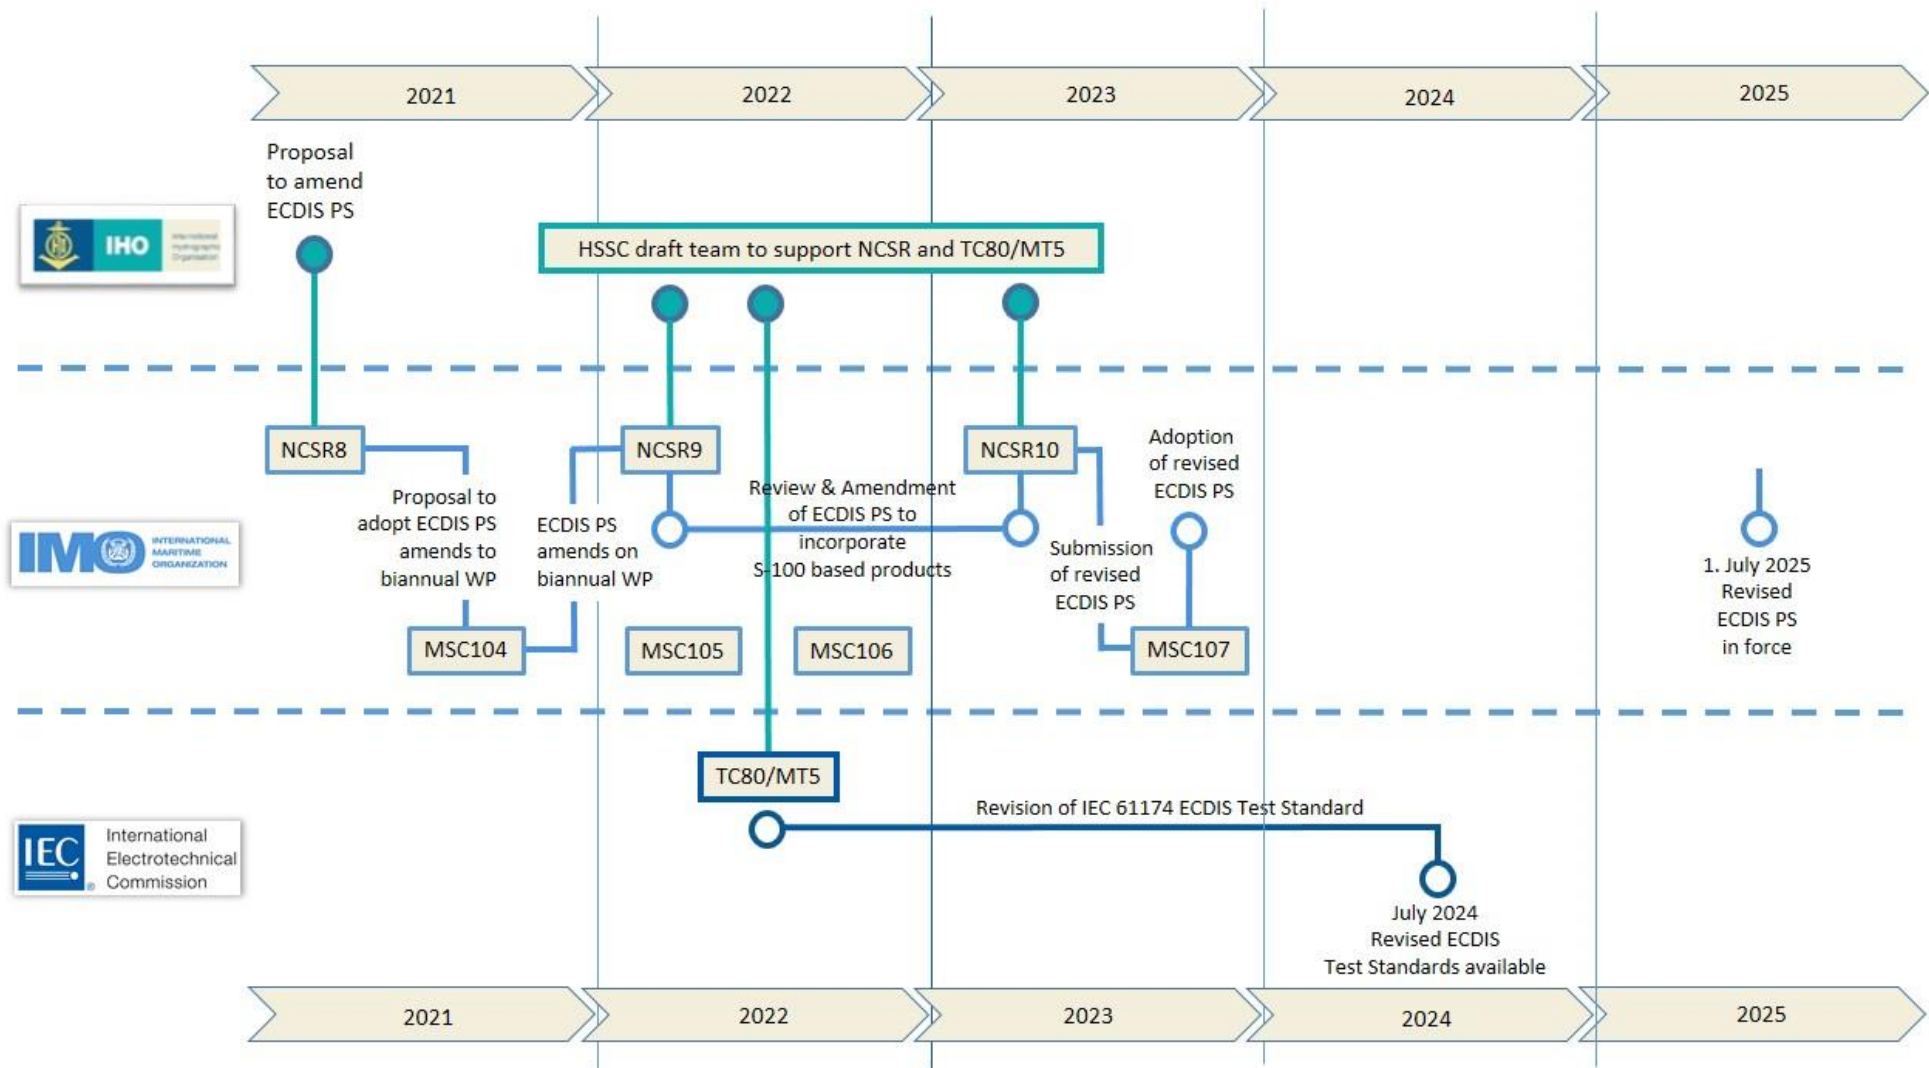 2021
2022
2023
2024
2025
Proposal
to amend
ECDIS PS
IHO
International
Hydrographic
Organization
HSSC draft team to support NCSR and TC80/MT5
NCSR8
NCSR9
NCSR10
Adoption
of revised
ECDIS PS
Proposal to
adopt ECDIS PS
amends to
biannual WP
ECDIS PS
amends on
biannual WP
Review & Amendment
of ECDIS PS to
incorporate
S-100 based products
Submission
of revised
ECDIS PS
IMO
INTERNATIONAL
MARITIME
ORGANIZATION
1. July 2025
Revised
ECDIS PS
in force
MSC104
MSC105
MSC106
MSC107
TC80/MT5
Revision of IEC 61174 ECDIS Test Standard
IEC
®
International
Electrotechnical
Commission
July 2024
Revised ECDIS
Test Standards available
2021
2022
2023
2024
2025